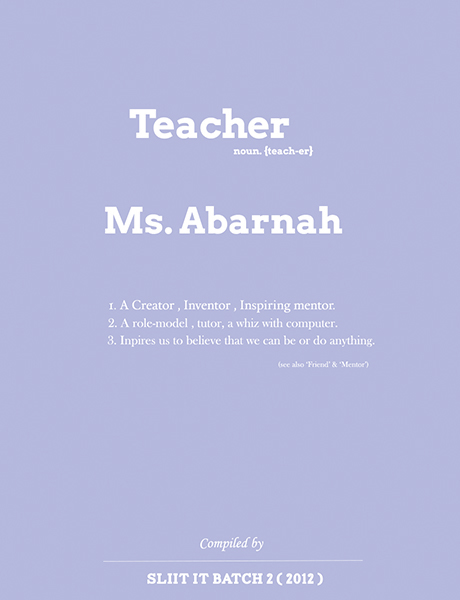 Teacher
noun. {teach-er}
Ms. Abarnah
1. A Creator , Inventor , Inspiring mentor.
2. A role-model , tutor, a whiz with computer.
3. Inpires us to believe that we can be or do anything.
(see also 'Friend' & 'Mentor')
Compiled by
SLIIT IT BATCH 2 ( 2012 )